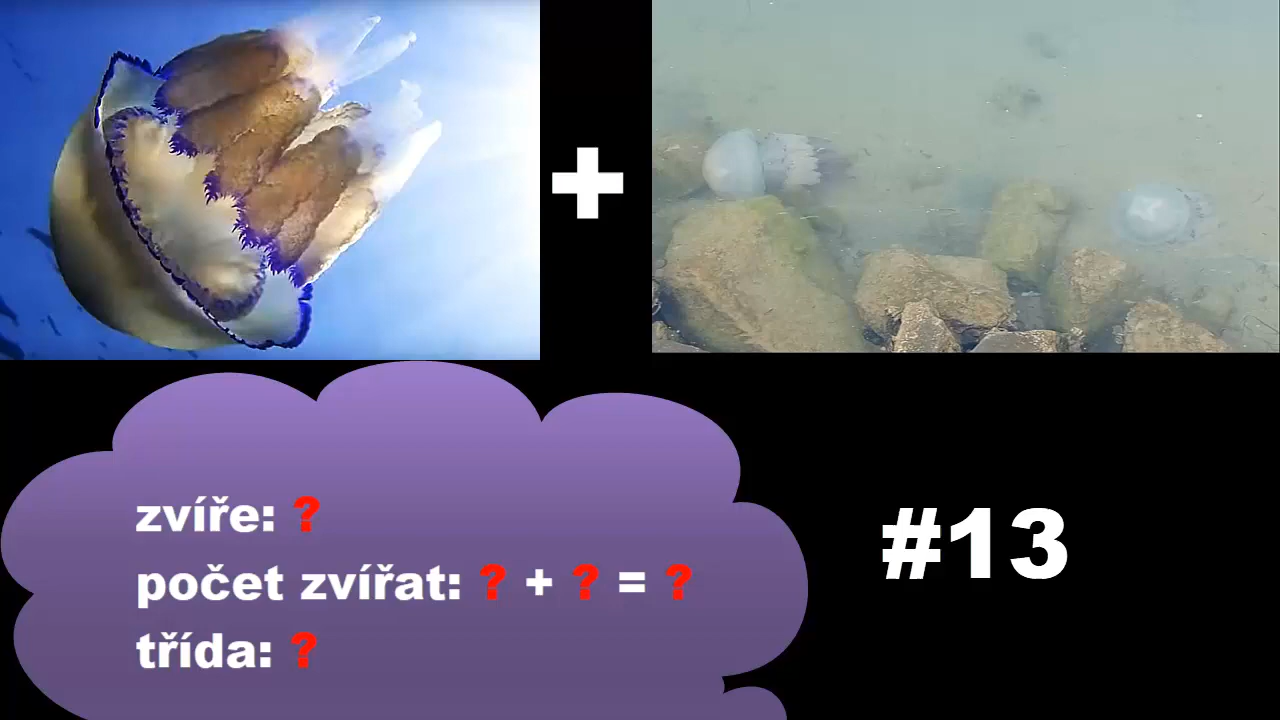 +
zvíře: ?
počet zvířat: ? + ? = ?
třída: ?
#13